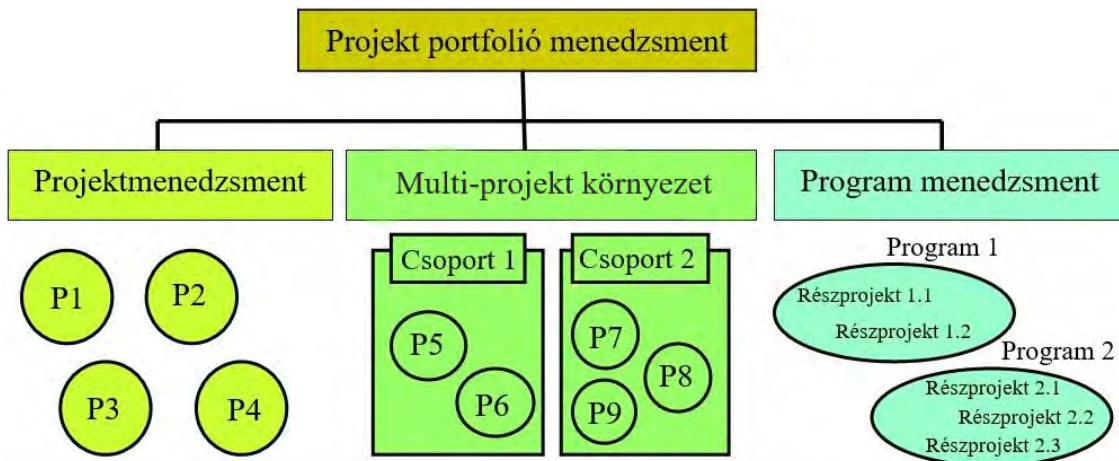 Projekt portfolió menedzsment
Projektmenedzsment
Multi-projekt környezet
Program menedzsment
P1
P2
P3
P4
Csoport 1
P5
P6
Csoport 2
P7
P8
P9
Program 1
Részprojekt 1.1
Részprojekt 1.2
Program 2
Részprojekt 2.1
Részprojekt 2.2
Részprojekt 2.3